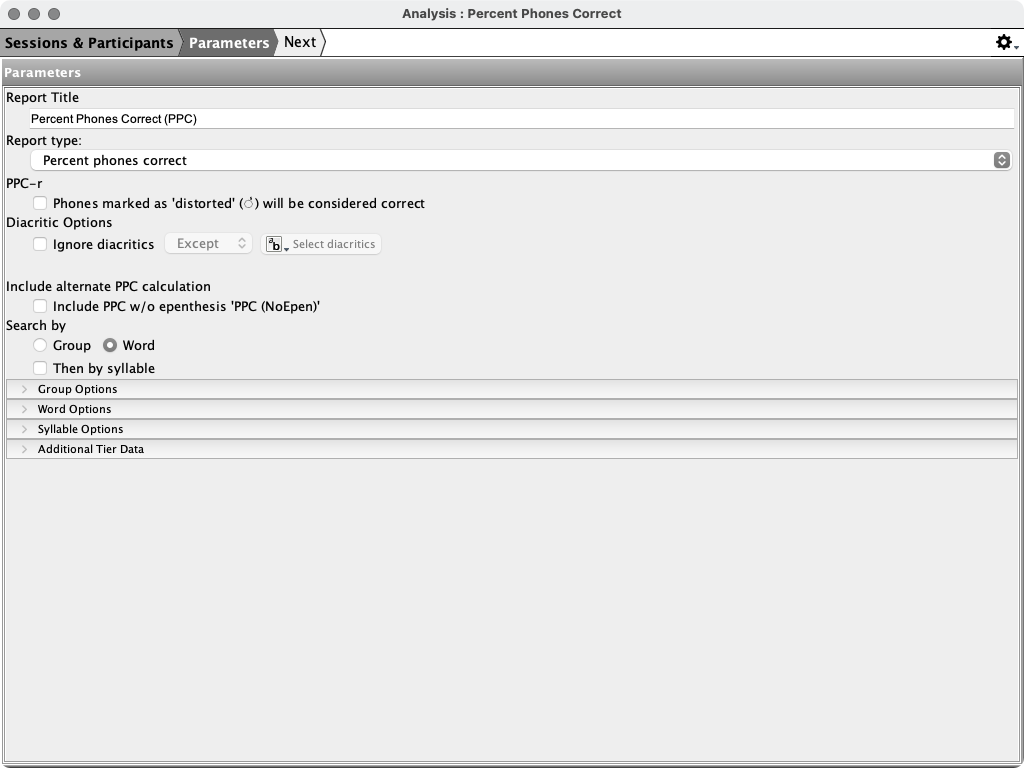 Analysis : Percent Phones Correct
Sessions & Participants Parameters Next
Parameters
Report Title
Percent Phones Correct (PPC)
Report type:
Percent phones correct
PPC-r
Phones marked as 'distorted' (◌̐) will be considered correct
Diacritic Options
Ignore diacritics Except Select diacritics
Include alternate PPC calculation
Include PPC w/o epenthesis 'PPC (NoEpen)'
Search by
Group Word
Then by syllable
Group Options
Word Options
Syllable Options
Additional Tier Data